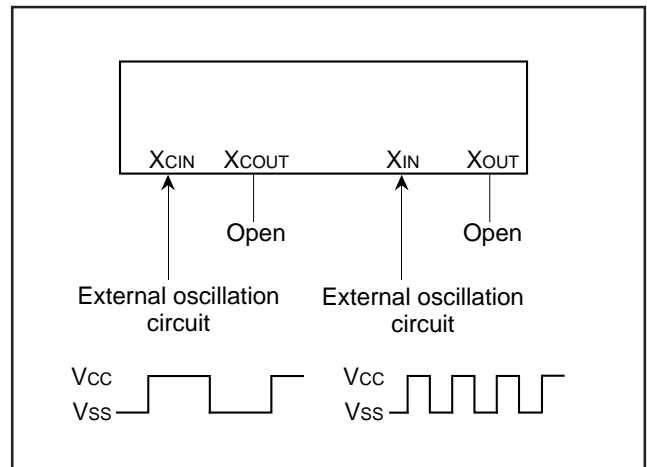 XCIN XCOUT XIN XOUT
Open Open
External oscillation circuit
External oscillation circuit
VCC
VSS
VCC
VSS